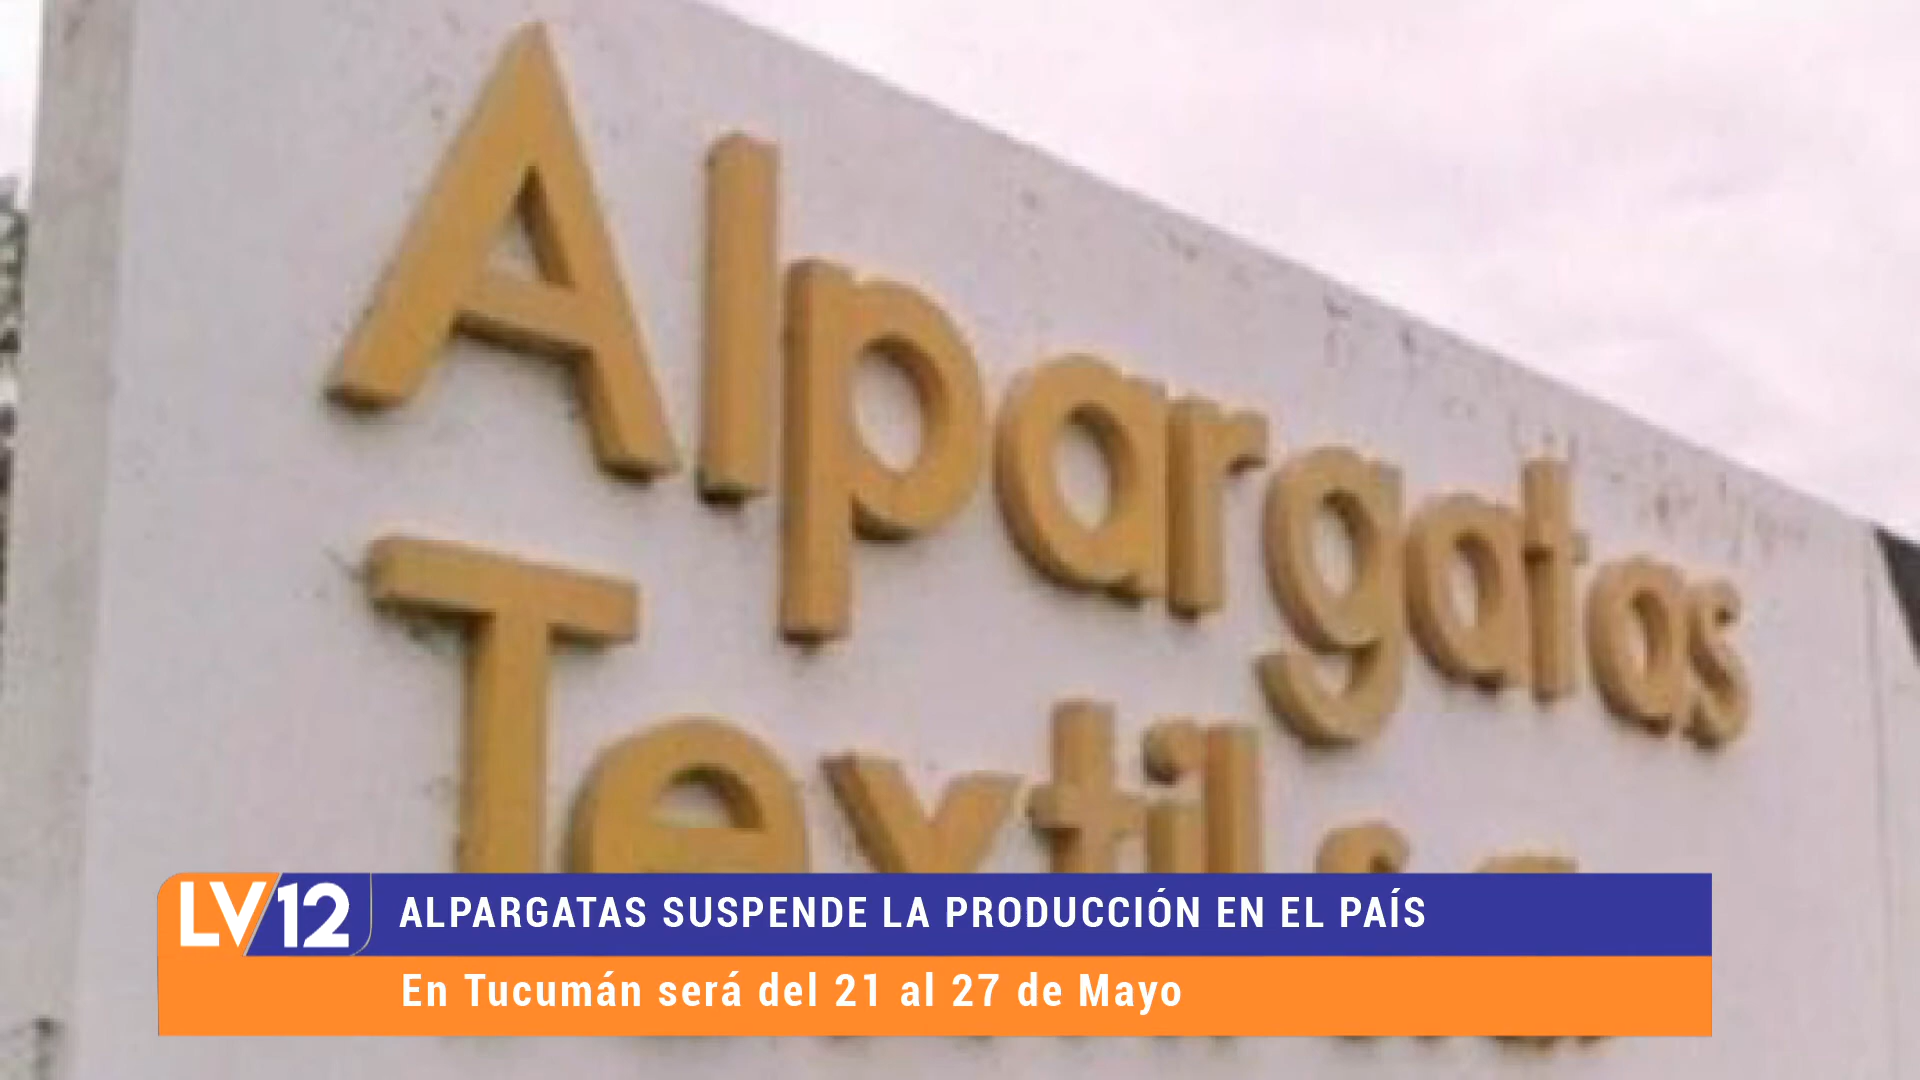 Alpargatas
LV12
ALPARGATAS SUSPENDE LA PRODUCCIÓN EN EL PAÍS
En Tucumán será del 21 al 27 de Mayo